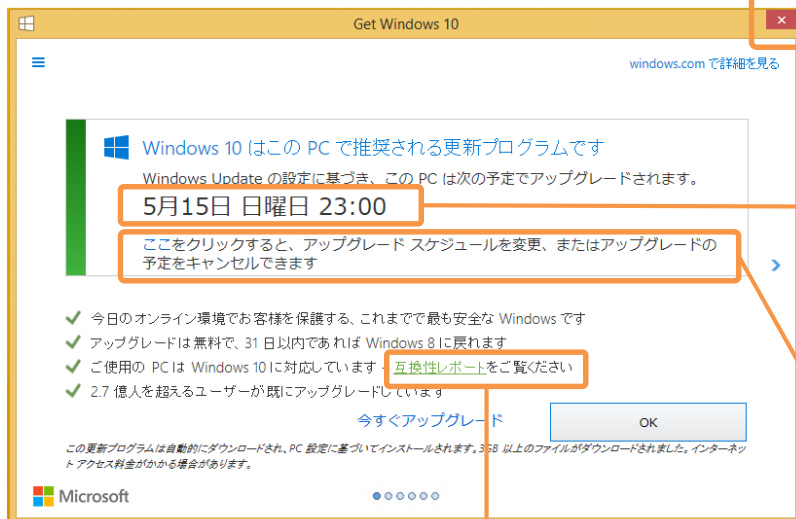 Get Windows 10
windows.com で詳細を見る
Windows 10 はこの PC で推奨される更新プログラムです
Windows Update の設定に基づき、この PC は次の予定でアップグレードされます。
5月15日 日曜日 23:00
ここをクリックすると、アップグレード スケジュールを変更、またはアップグレードの
予定をキャンセルできます
今日のオンライン環境でお客様を保護する、これまでで最も安全な Windows です
アップグレードは無料で、31 日以内であれば Windows 8 に戻れます
ご使用の PC は Windows 10 に対応しています - 互換性レポートをご覧ください
2.7 億人を超えるユーザーが既にアップグレードしています
今すぐアップグレード
OK
この更新プログラムは自動的にダウンロードされ、PC 設定に基づいてインストールされます。3GB 以上のファイルがダウンロードされました。インターネッ
ト アクセス料金がかかる場合があります。
Microsoft